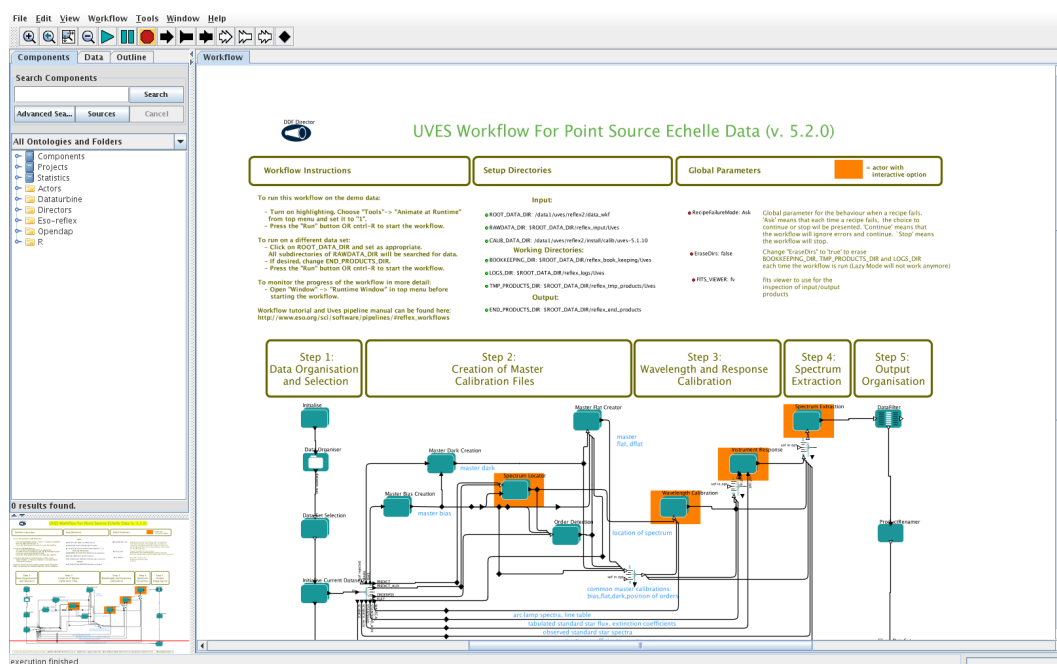 File Edit View Workflow Tools Window Help
Components Data Outline
Workflow
Search Components
Search
Advanced Sea... Sources Cancel
All Ontologies and Folders
Components
Projects
Statistics
Actors
Dataturbine
Directors
Eso-reflex
Opendap
R
0 results found.
execution finished
DDF Director
UVES Workflow For Point Source Echelle Data (v. 5.2.0)
Workflow Instructions
Setup Directories
Global Parameters
= actor with
interactive option
To run this workflow on the demo data:
- Turn on highlighting. Choose "Tools"-> "Animate at Runtime"
from top menu and set it to "1".
- Press the "Run" button OR cntrl-R to start the workflow.
To run on a different data set:
- Click on ROOT_DATA_DIR and set as appropriate.
All subdirectories of RAWDATA_DIR will be searched for data.
- If desired, change END_PRODUCTS_DIR.
- Press the "Run" button OR cntrl-R to start the workflow.
To monitor the progress of the workflow in more detail:
- Open "Window" -> "Runtime Window" in top menu before
starting the workflow.
Workflow tutorial and Uves pipeline manual can be found here:
http://www.eso.org/sci/software/pipelines/#reflex_workflows
Input:
ROOT_DATA_DIR: /data1/uves/reflex2/data_wkf
RAWDATA_DIR: $ROOT_DATA_DIR/reflex_input/Uves
CALIB_DATA_DIR: /data1/uves/reflex2/install/calib/uves-5.1.10
Working Directories:
BOOKKEEPING_DIR: $ROOT_DATA_DIR/reflex_book_keeping/Uves
LOGS_DIR: $ROOT_DATA_DIR/reflex_logs/Uves
TMP_PRODUCTS_DIR: $ROOT_DATA_DIR/reflex_tmp_products/Uves
Output:
END_PRODUCTS_DIR: $ROOT_DATA_DIR/reflex_end_products
RecipeFailureMode: Ask
Global parameter for the behaviour when a recipe fails.
'Ask' means that each time a recipe fails, the choice to
continue or stop wil be presented. 'Continue' means that
the workflow will ignore errors and continue. `Stop' means
the workflow will stop.
EraseDirs: false
Change "EraseDirs" to 'true' to erase
BOOKKEEPING_DIR, TMP_PRODUCTS_DIR and LOGS_DIR
each time the workflow is run (Lazy Mode will not work anymore)
FITS_VIEWER: fv
fits viewer to use for the
inspection of input/output
products
Step 1:
Data Organisation
and Selection
Step 2:
Creation of Master
Calibration Files
Step 3:
Wavelength and Response
Calibration
Step 4:
Spectrum
Extraction
Step 5:
Output
Organisation
Initialise
Master Flat Creator
Spectrum Extraction
DataFilter
master
flat, dflat
Data Organiser
Master Dark Creation
Instrument Response
master dark
Spectrum Locator
Master Bias Creation
Wavelength Calibration
master bias
DataSet Selection
Order Detection
ProductRenamer
location of spectrum
Initialise Current Dataset
common master calibrations:
bias,flat,dark,position of orders
arc lamp spectra, line table
tabulated standard star flux, extinction coefficients
observed standard star spectra